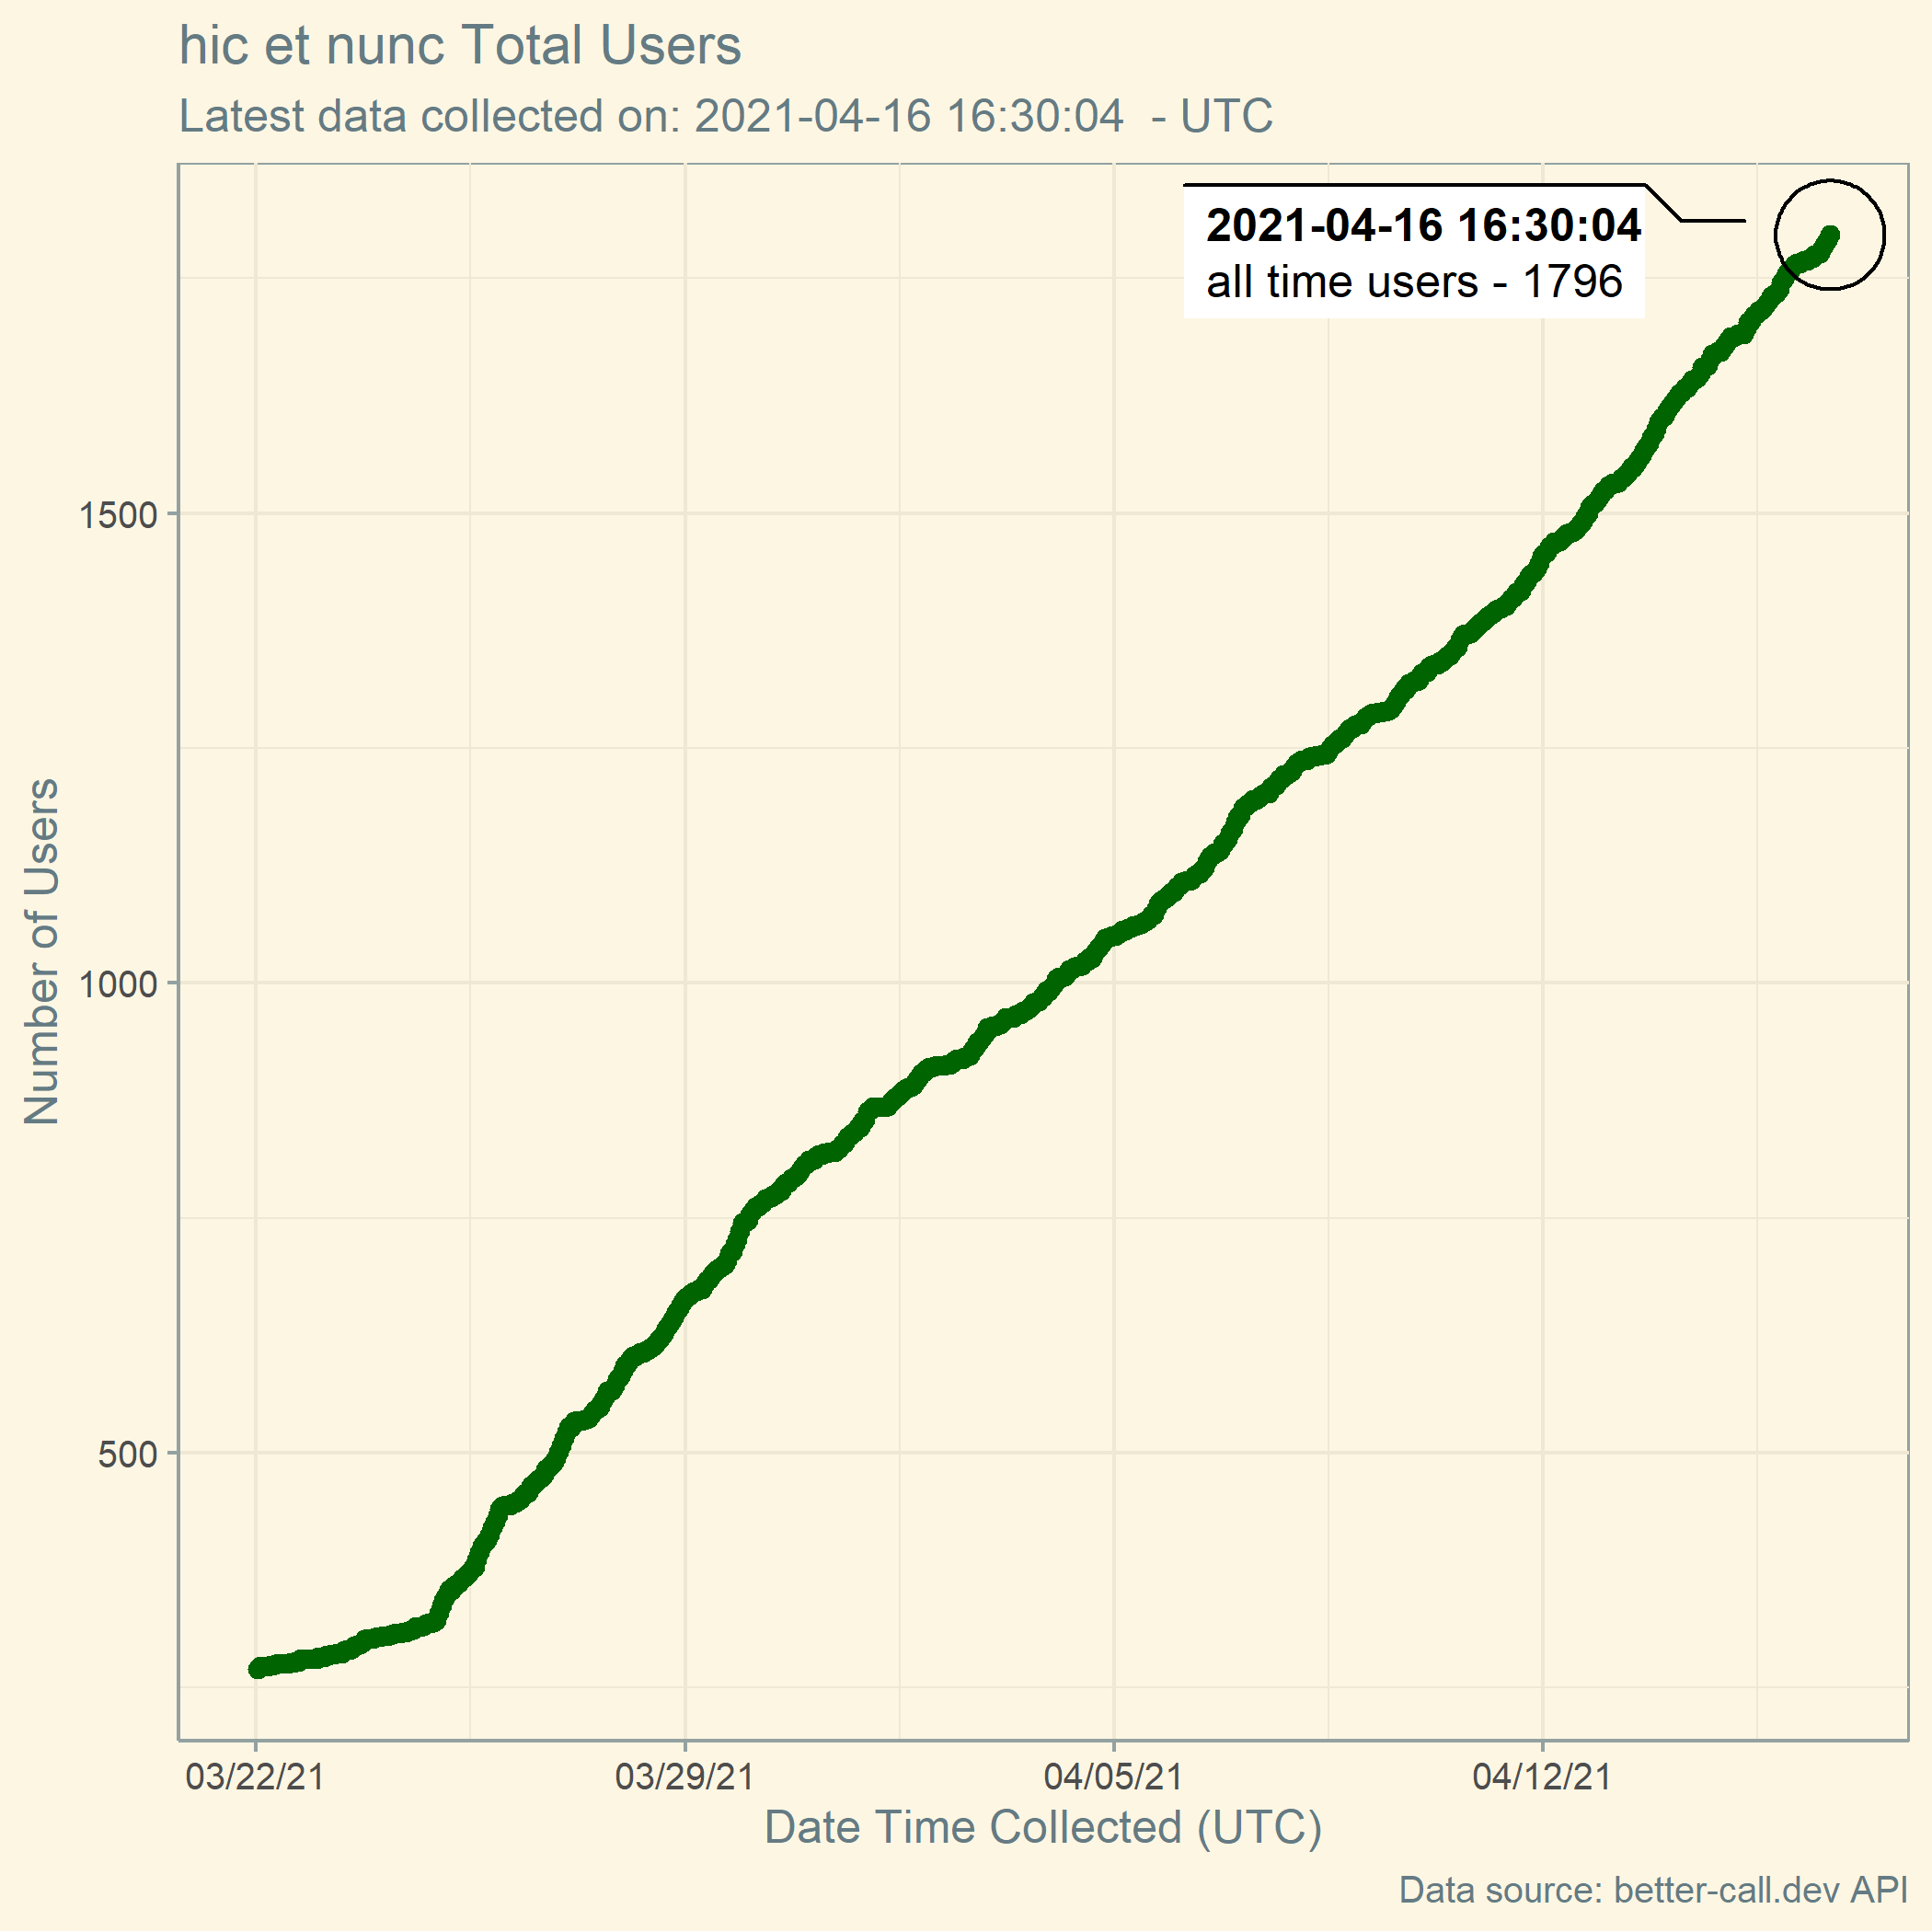 hic et nunc Total Users
Latest data collected on: 2021-04-16 16:30:04  - UTC
2021-04-16 16:30:04
all time users - 1796
Number of Users
1500
1000
500
03/22/21
03/29/21
04/05/21
04/12/21
Date Time Collected (UTC)
Data source: better-call.dev API